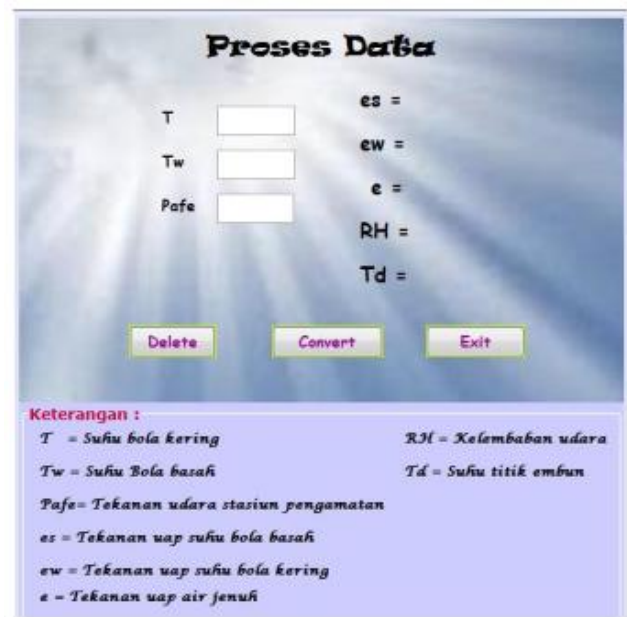 Proses Data
T
Tw
Pafe
es =
ew =
e =
RH =
Td =
Delete Convert Exit
Keterangan :
T = Suhu bola kering
Tw = Suhu Bola basah
Pafe= Tekanan udara stasiun pengamatan
es = Tekanan uap suhu bola basah
ew = Tekanan uap suhu bola kering
e = Tekanan uap air jenuh
RH = Kelembaban udara
Td = Suhu titik embun